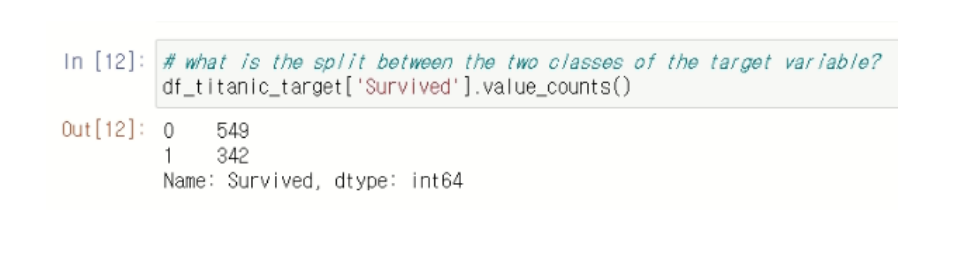 In [12]: # what is the split between the two classes of the target variable?
df_titanic_target['Survived'].value_counts()
Out[12]: 0    549
1    342
Name: Survived, dtype: int64